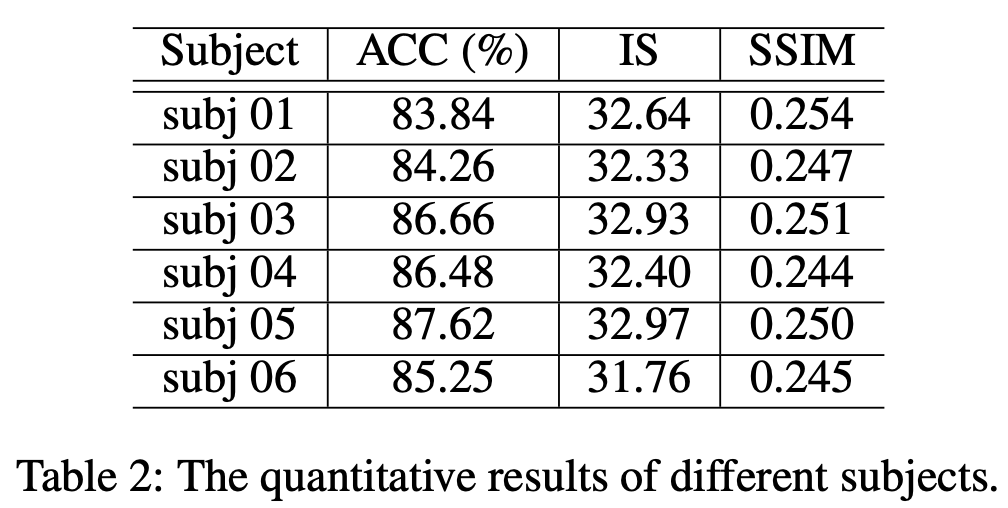 Subject ACC (%) IS SSIM
subj 01 83.84 32.64 0.254
subj 02 84.26 32.33 0.247
subj 03 86.66 32.93 0.251
subj 04 86.48 32.40 0.244
subj 05 87.62 32.97 0.250
subj 06 85.25 31.76 0.245
Table 2: The quantitative results of different subjects.